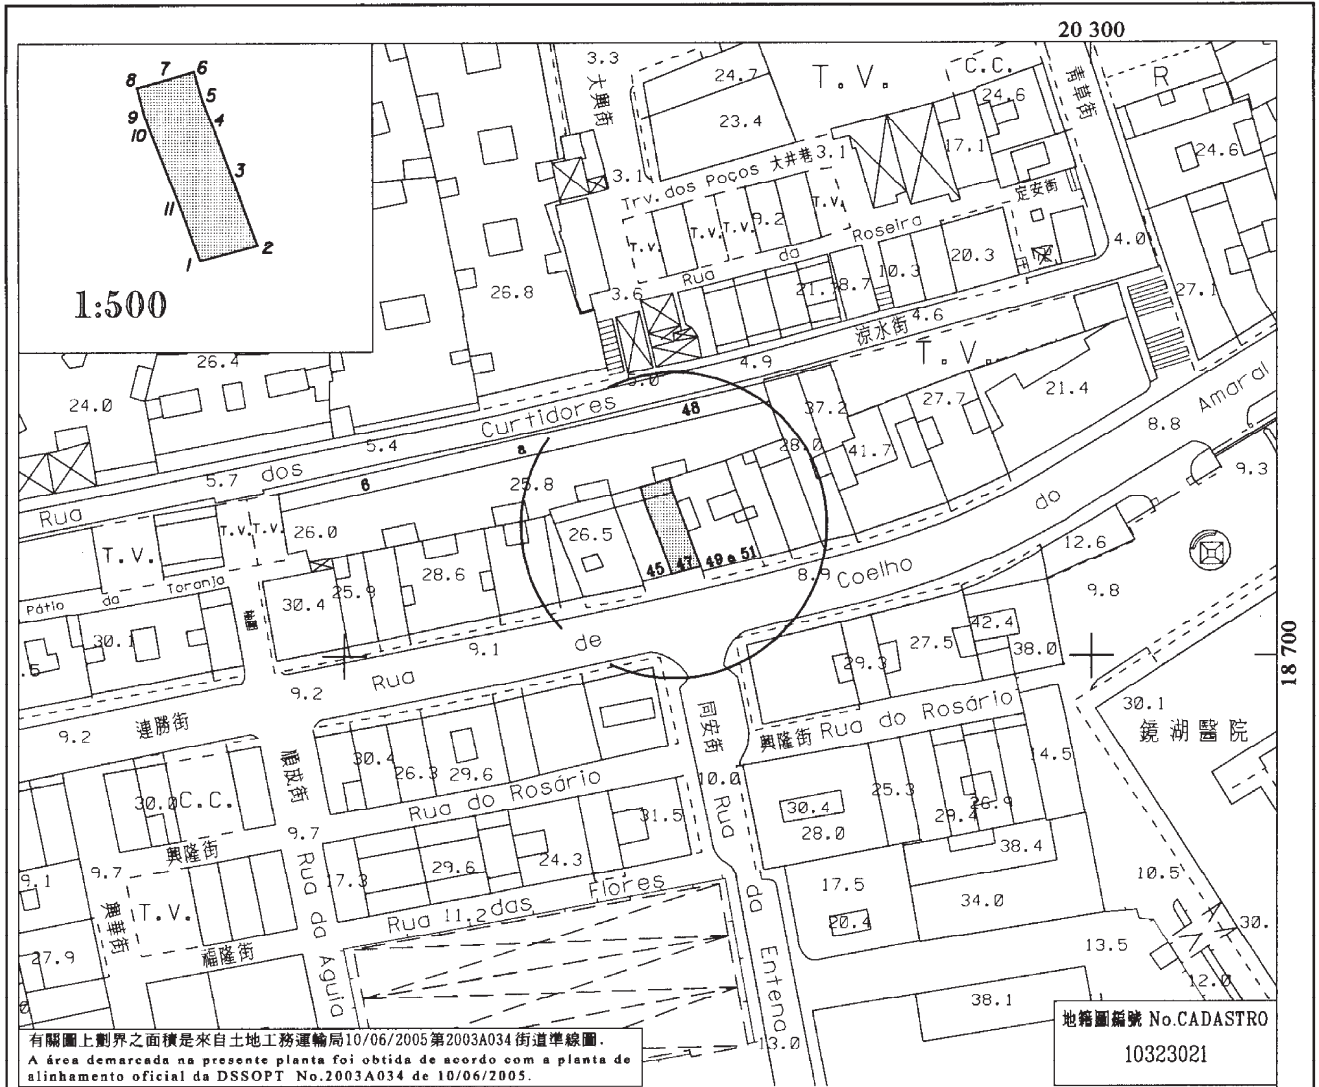 20 300
8 7 6
5
9
4
10
3
11
2
1
1:500
3.3
大興街
24.7
T.V.
C.C.
青草街
R
24.6
23.4
17.1
24.6
3.1
Trv. dos Poços 大井巷 3.1
定安街
T.V.
T.V.
T.V.
9.2
T.V.
Rua da Roseira
4.0
26.8
3.6
21.7
8.7
10.3
20.3
27.1
4.6
涼水街
26.4
5.0
4.9
T.V.
24.0
21.4
27.7
37.2
Rua dos Curtidores
48
8
6
5.7
5.4
28.0
41.7
8.8
9.3
25.8
26.5
26.0
T.V.
T.V.
T.V.
45 47 49 e 51
8.9
Rua de Coelho do Amaral
12.6
9.8
28.6
25.9
30.4
Pátio da Toranja
30.1
.5
9.1
9.2
42.4
27.5
38.0
29.3
18 700
30.1
鏡湖醫院
連勝街
9.2
同安街
興隆街 Rua do Rosário
順成街
30.4
26.3
29.6
14.5
10.0
25.3
30.0
C.C.
Rua do Rosário
31.5
30.4
28.0
29.4
26.9
38.4
9.7
興隆街
9.1
9.7
17.3
29.6
24.3
10.5
17.5
34.0
20.4
T.V.
興華街
Rua 11.2 das Flores
30.
27.9
福隆街
Rua da Águia
Rua da Entena
13.5
12.0
38.1
13.0
有關圖上劃界之面積是來自土地工務運輸局10/06/2005第2003A034街道準線圖.
A área demarcada na presente planta foi obtida de acordo com a planta de
alinhamento oficial da DSSOPT No.2003A034 de 10/06/2005.
地籍圖編號 No.CADASTRO
10323021